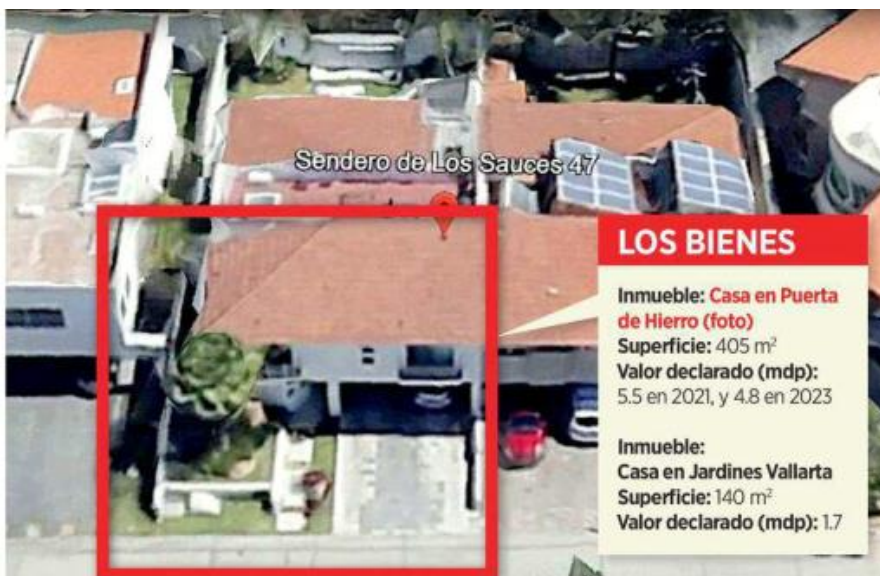 Sendero de Los Sauces 47
LOS BIENES
Inmueble: Casa en Puerta
de Hierro (foto)
Superficie: 405 m²
Valor declarado (mdp):
5.5 en 2021, y 4.8 en 2023
Inmueble:
Casa en Jardines Vallarta
Superficie: 140 m²
Valor declarado (mdp): 1.7